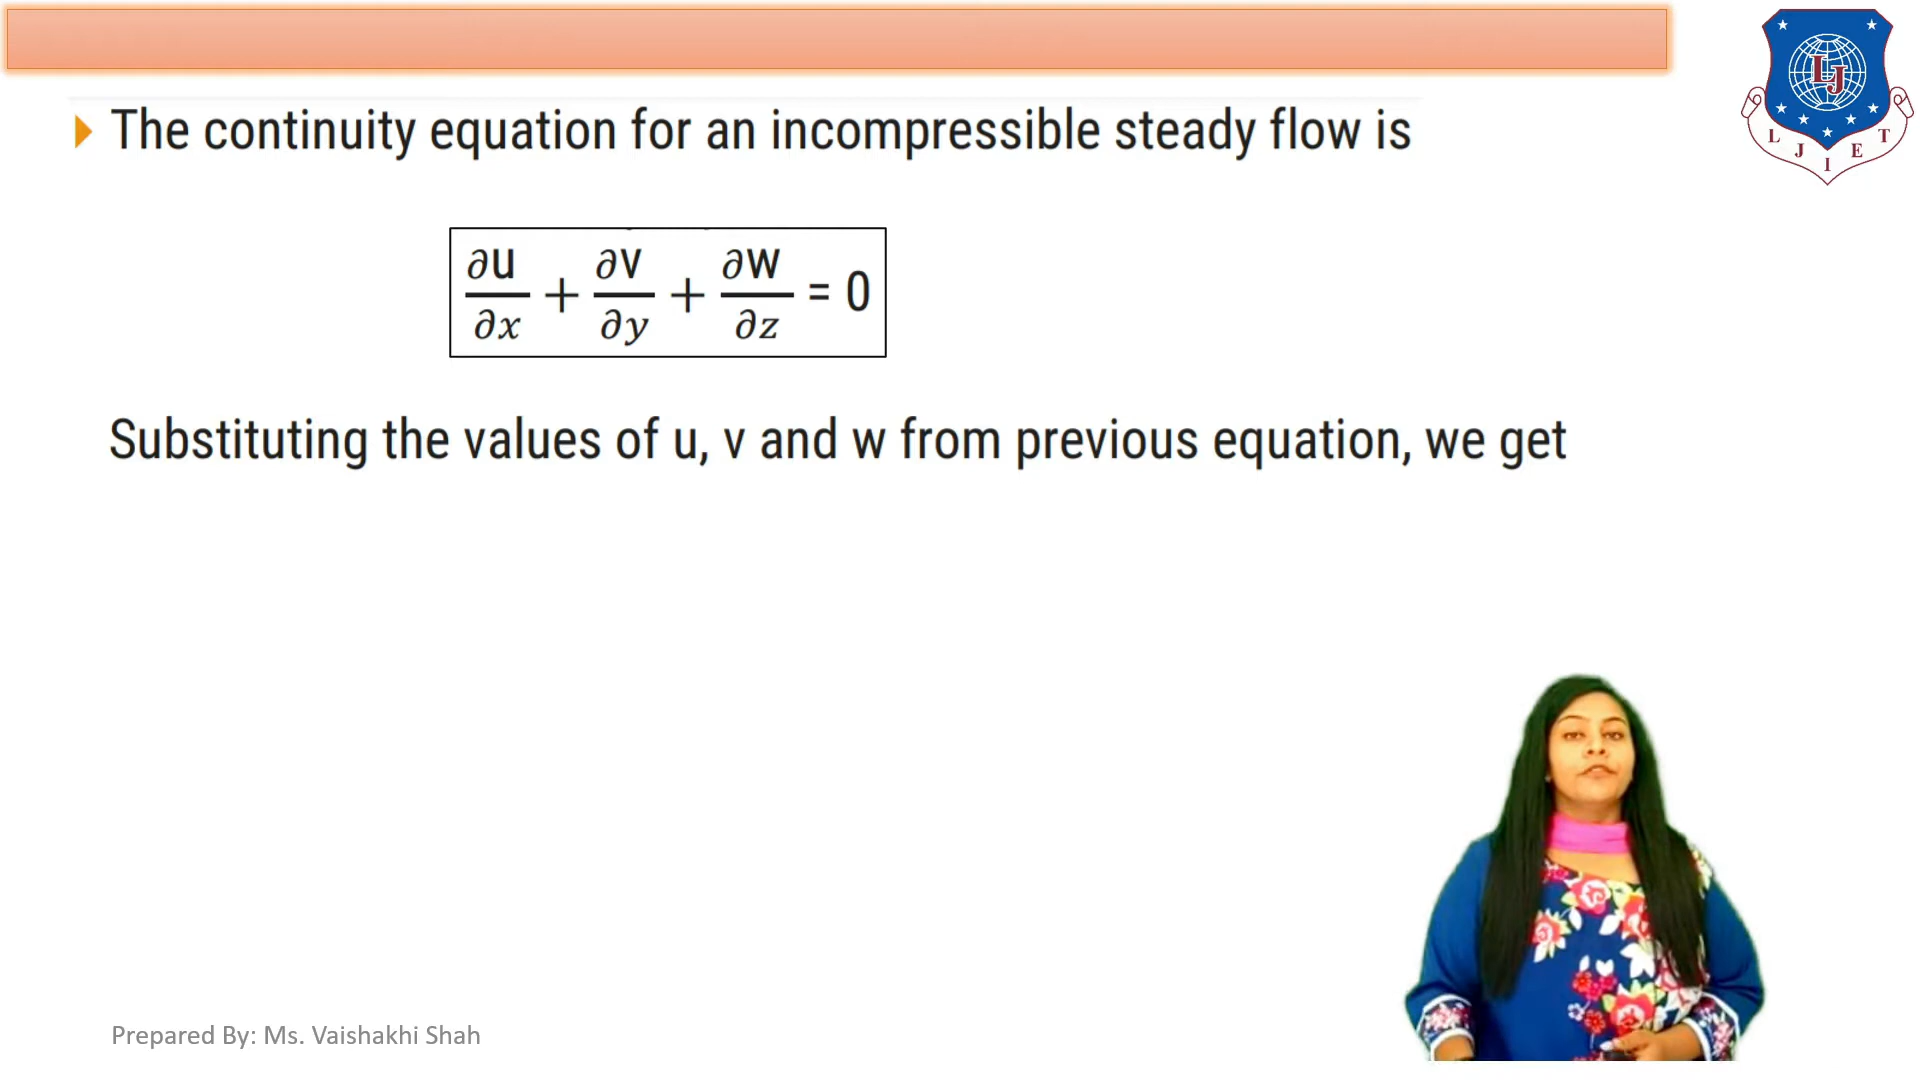 The continuity equation for an incompressible steady flow is
∂u/∂x + ∂v/∂y + ∂w/∂z = 0
Substituting the values of u, v and w from previous equation, we get
LJ
L J I E T
Prepared By: Ms. Vaishakhi Shah